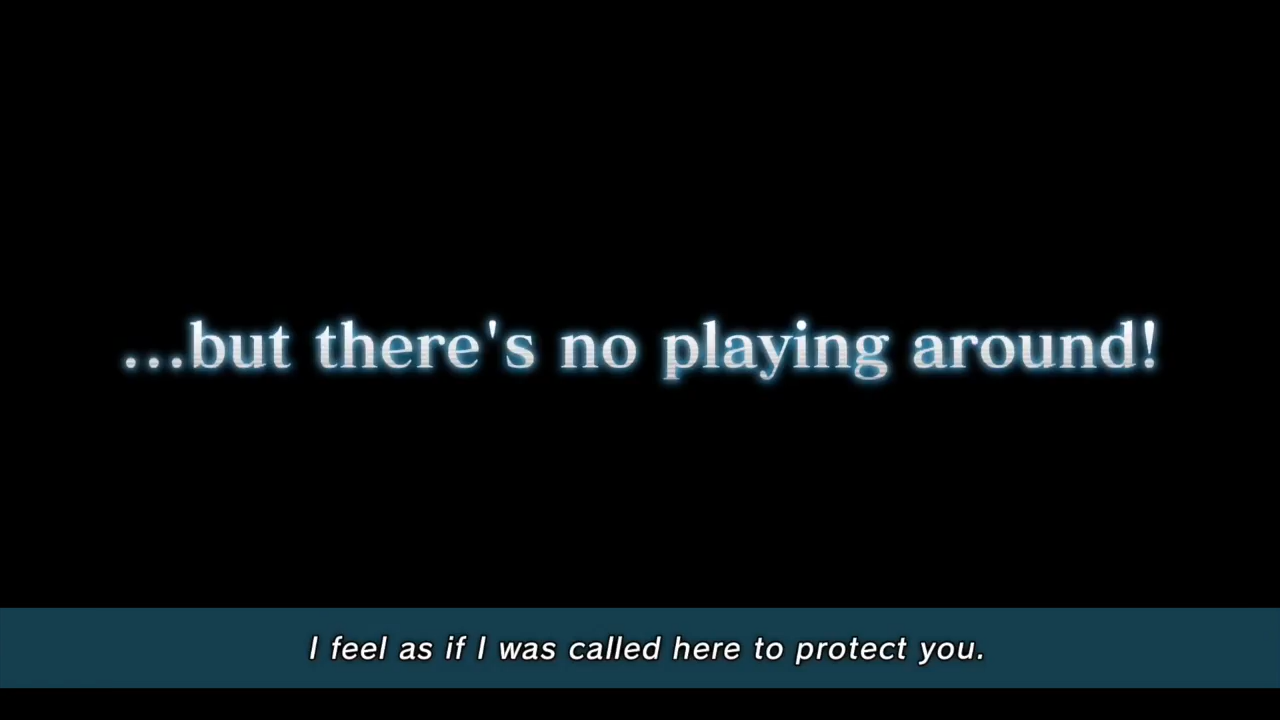 ...but there's no playing around!
I feel as if I was called here to protect you.